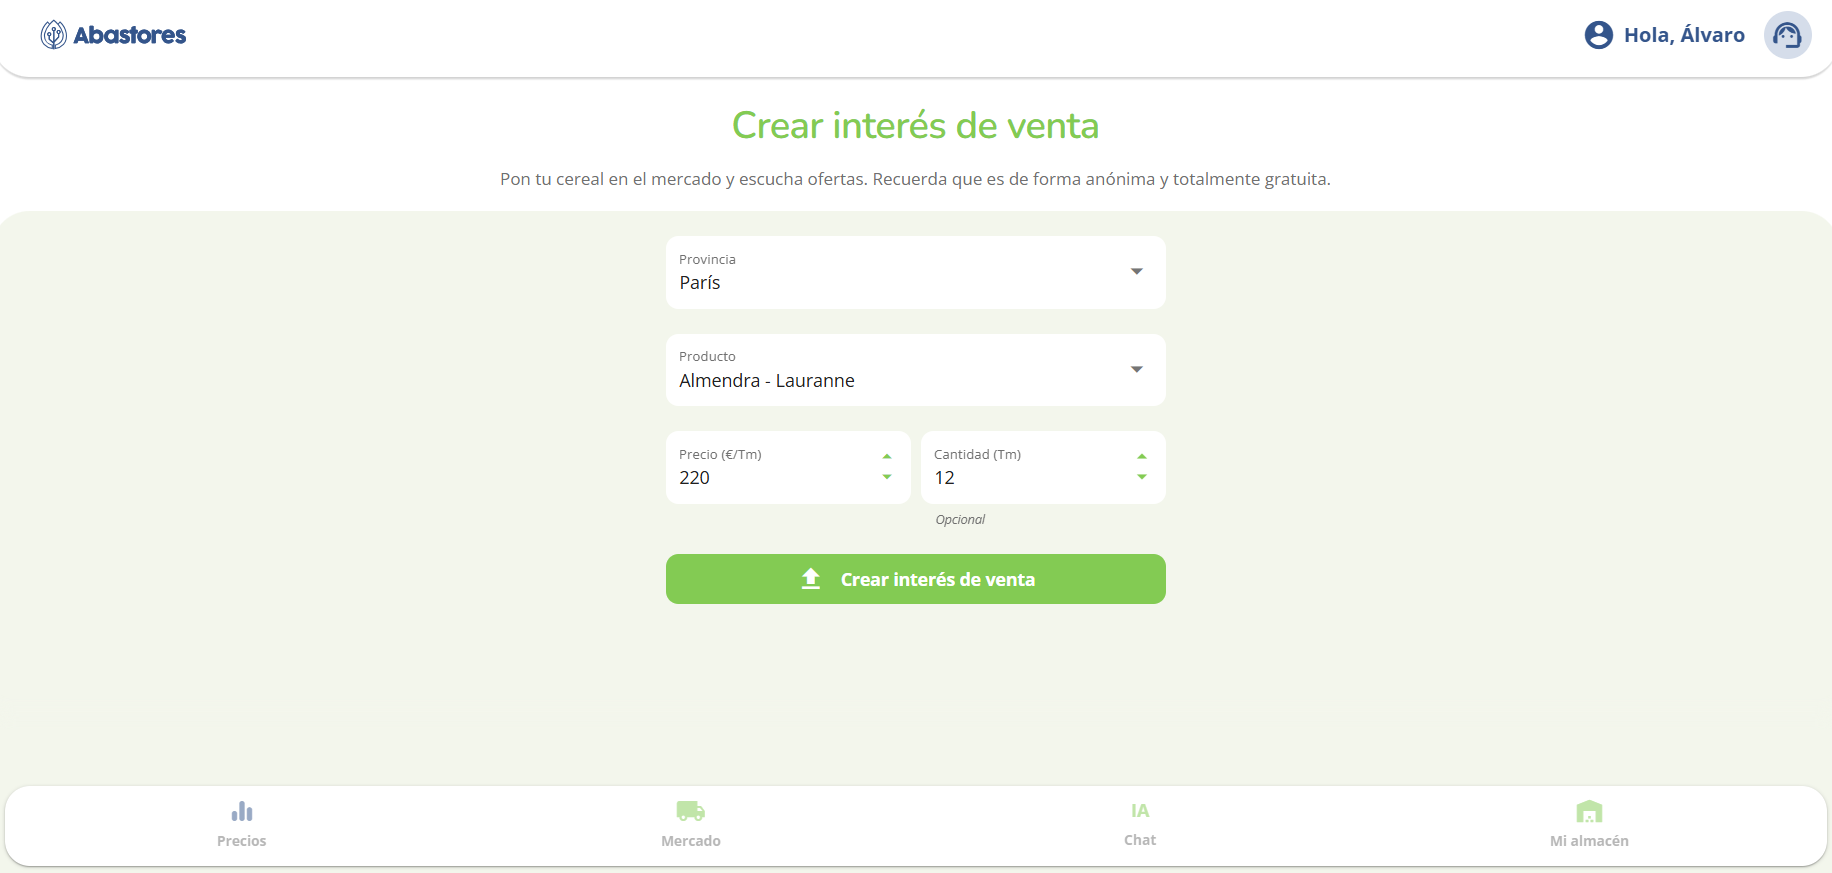 Abastores
Hola, Álvaro
Crear interés de venta
Pon tu cereal en el mercado y escucha ofertas. Recuerda que es de forma anónima y totalmente gratuita.
Provincia
París
Producto
Almendra - Lauranne
Precio (€/Tm)
220
Cantidad (Tm)
12
Opcional
Crear interés de venta
Precios
Mercado
IA
Chat
Mi almacén